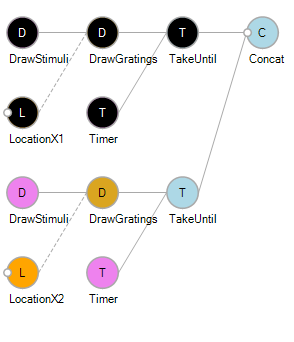 D D T C
DrawStimuli DrawGratings TakeUntil Concat
L T
LocationX1 Timer
D D T
DrawStimuli DrawGratings TakeUntil
L T
LocationX2 Timer